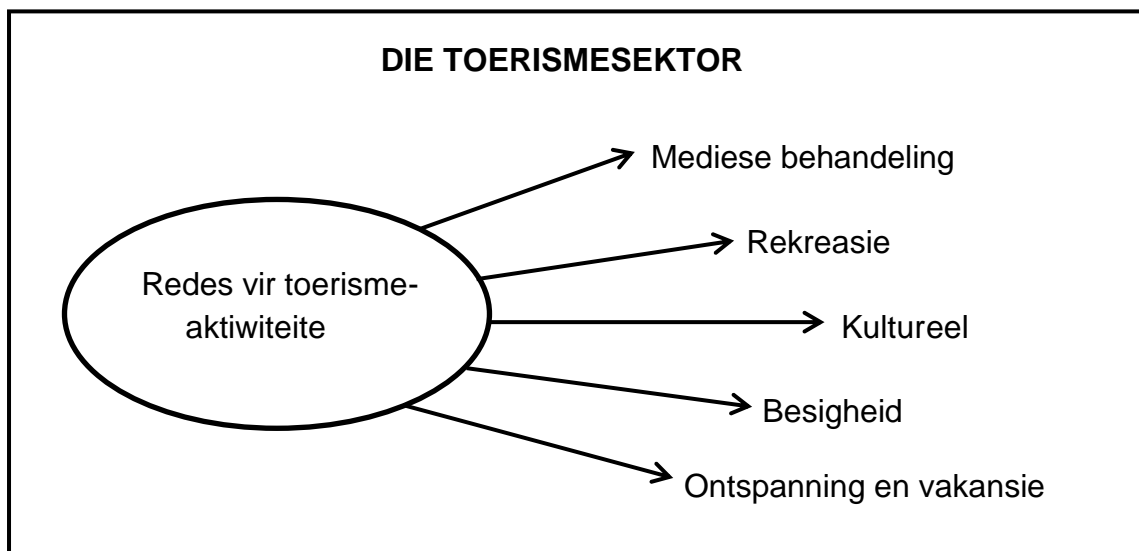 DIE TOERISMESEKTOR
Mediese behandeling
Rekreasie
Redes vir toerisme-
aktiwiteite
Kultureel
Besigheid
Ontspanning en vakansie